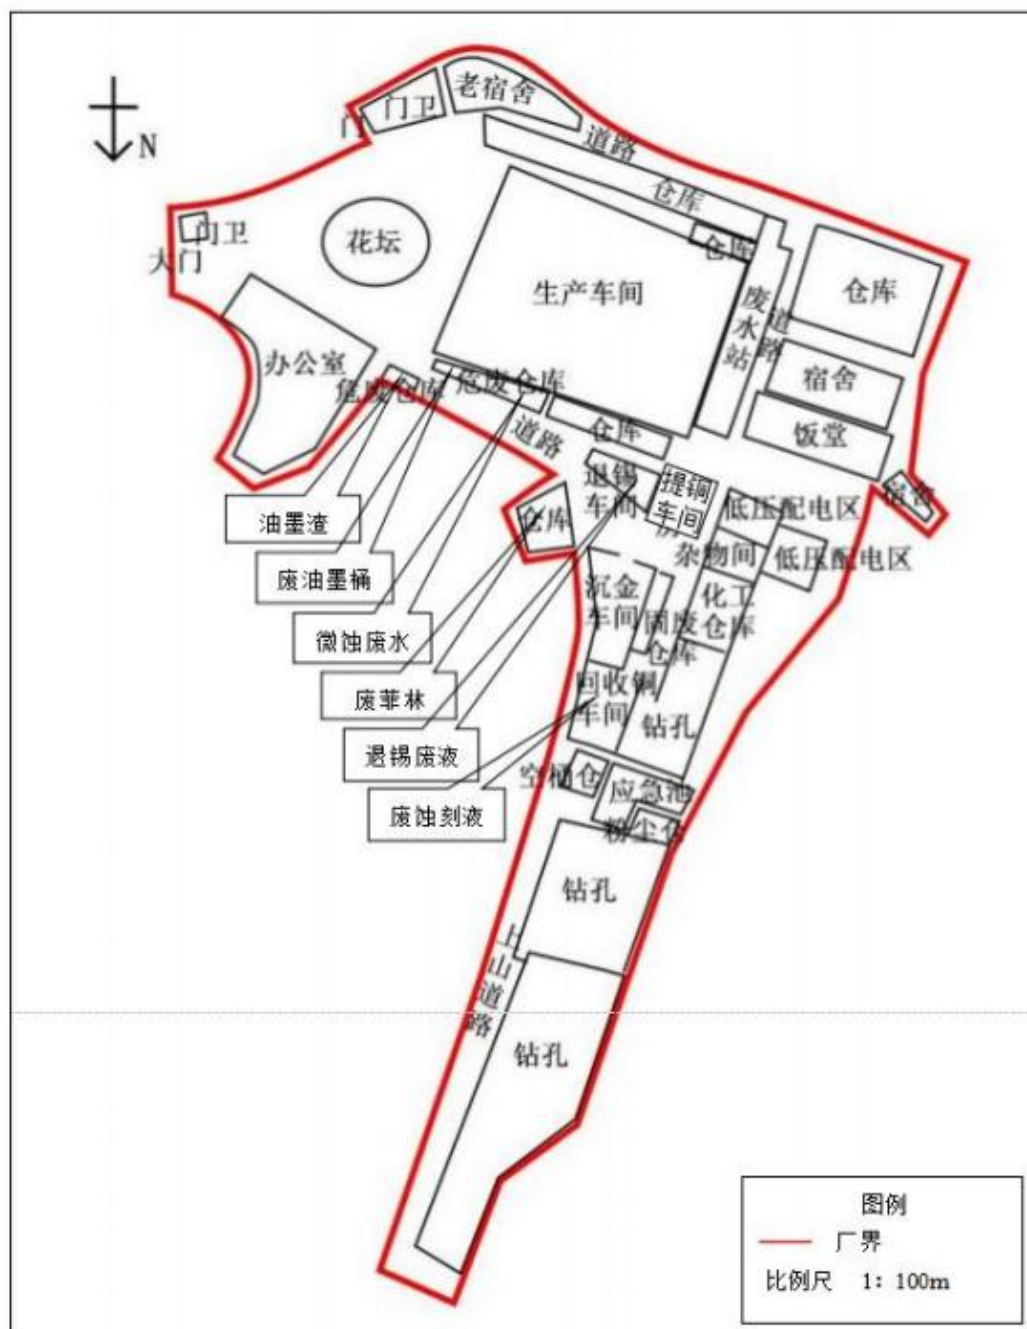 老宿舍
门卫
门
道路
N
仓库
门卫
大门
花坛
仓库
生产车间
仓库
废水站
道路
办公室
宿舍
危废仓库
危废仓库
饭堂
道路
仓库
退锡
车间
提铜
车间
宿舍
油墨渣
仓库
低压配电区
杂物间
低压配电区
废油墨桶
沉金
车间
化工
仓库
固废
仓库
微蚀废水
废菲林
回收铜
车间
钻孔
退锡废液
空桶仓
应急池
废蚀刻液
粉尘仓
钻孔
上山道路
钻孔
图例
厂界
比例尺 1：100m